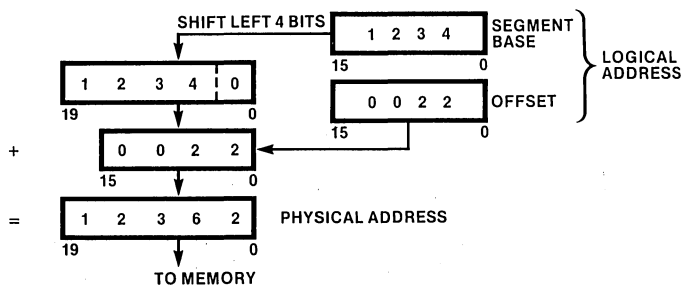 SHIFT LEFT 4 BITS
1 2 3 4
SEGMENT
BASE
15 0
LOGICAL
ADDRESS
1 2 3 4 0
19 0
0 0 2 2
OFFSET
15 0
+
0 0 2 2
15 0
=
1 2 3 6 2
PHYSICAL ADDRESS
19 0
TO MEMORY